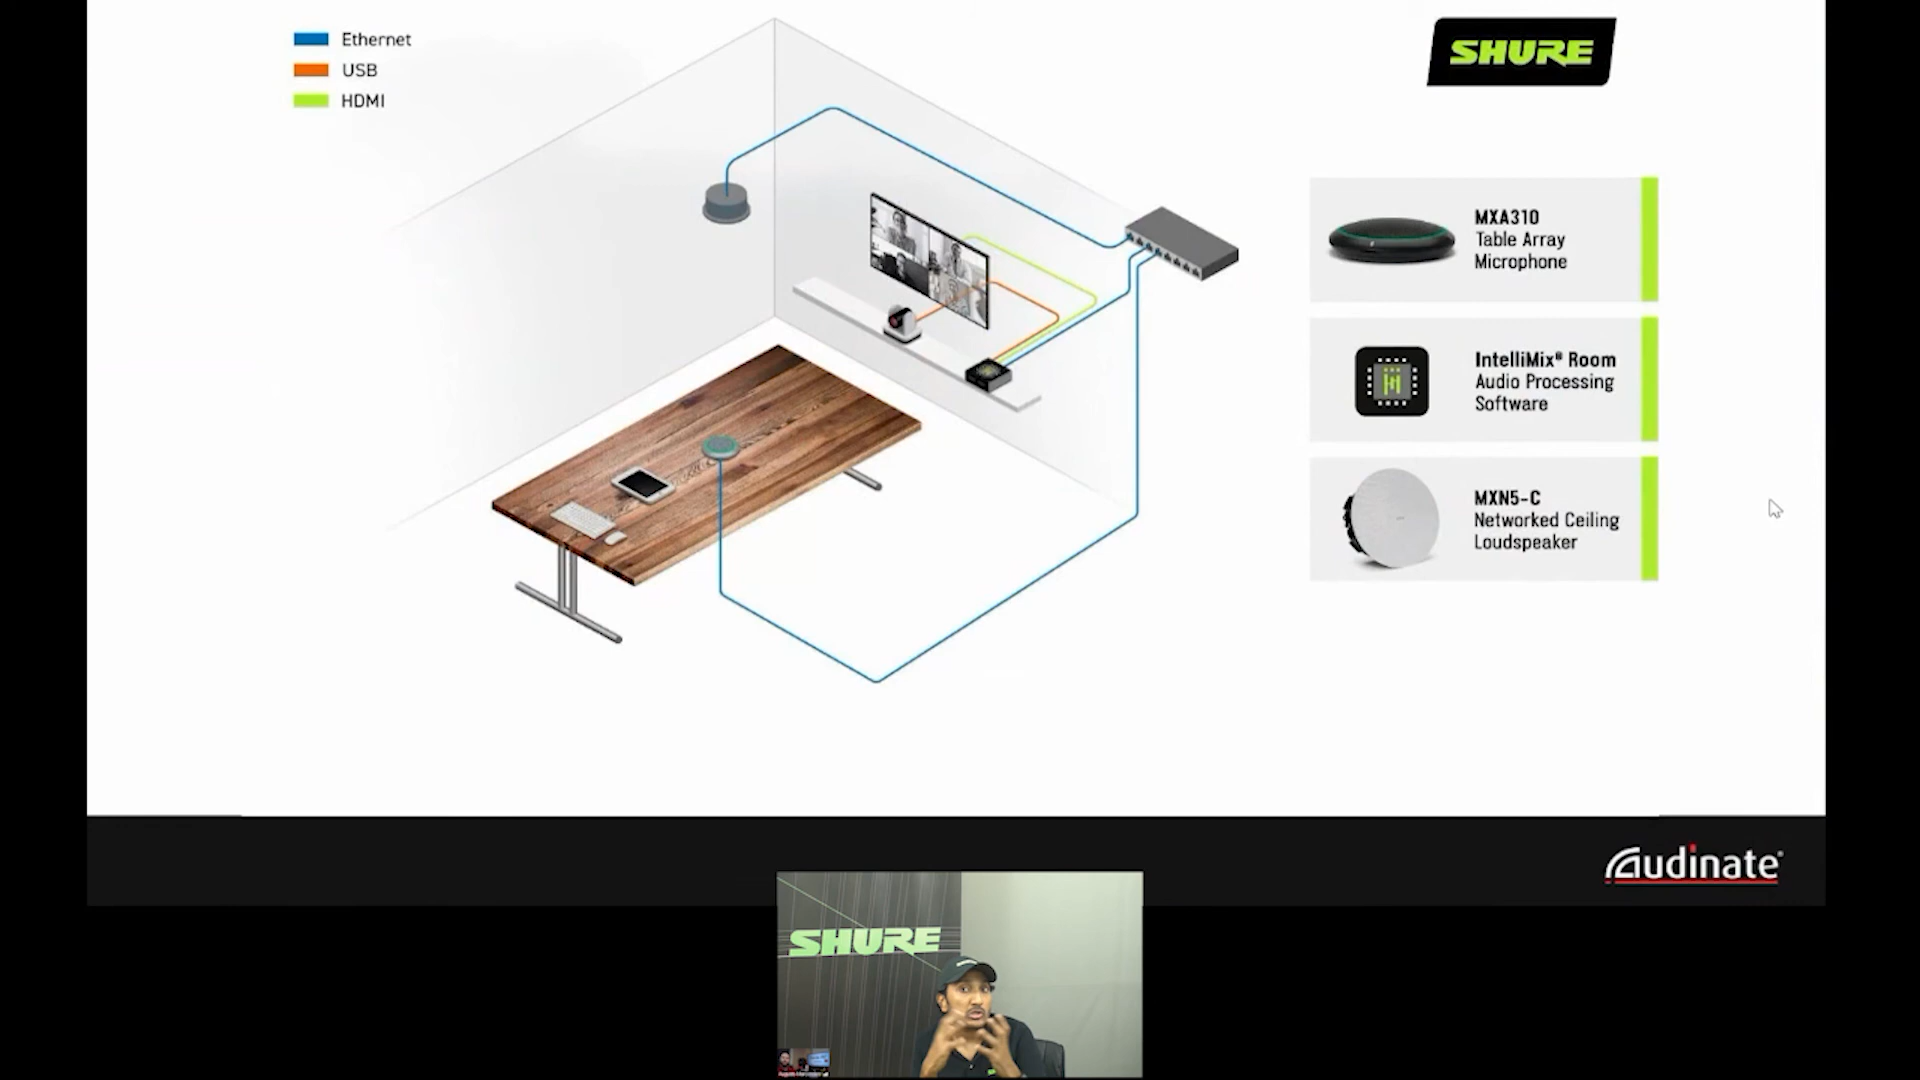 Ethernet
USB
HDMI
SHURE
MXA310
Table Array
Microphone
IntelliMix® Room
Audio Processing
Software
MXN5-C
Networked Ceiling
Loudspeaker
Audinate®
SHURE